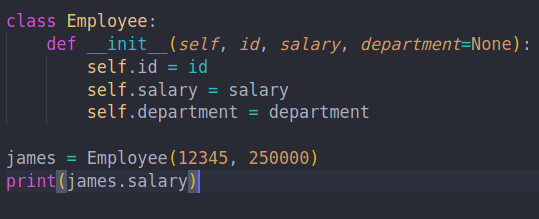 class Employee:
    def __init__(self, id, salary, department=None):
        self.id = id
        self.salary = salary
        self.department = department

james = Employee(12345, 250000)
print(james.salary)